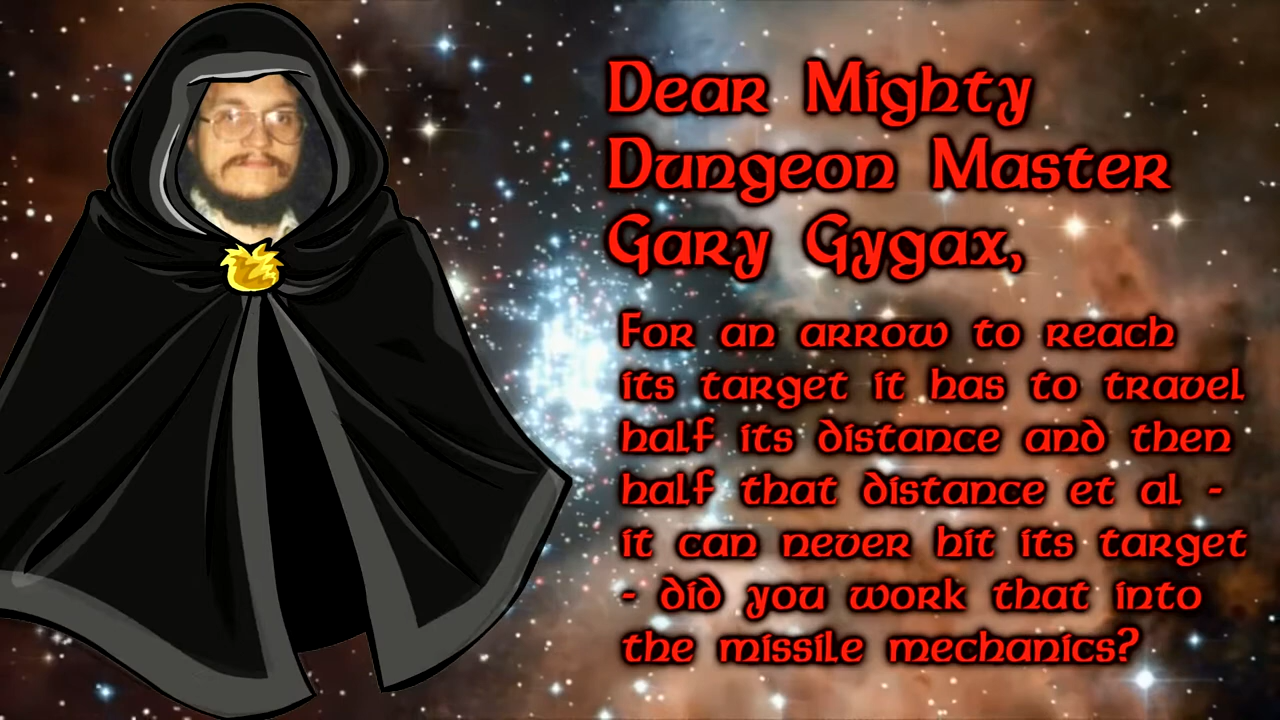 Dear Mighty
Dungeon Master
Gary Gygax,
For an arrow to reach
its target it has to travel
half its distance and then
half that distance et al -
it can never hit its target
- did you work that into
the missile mechanics?